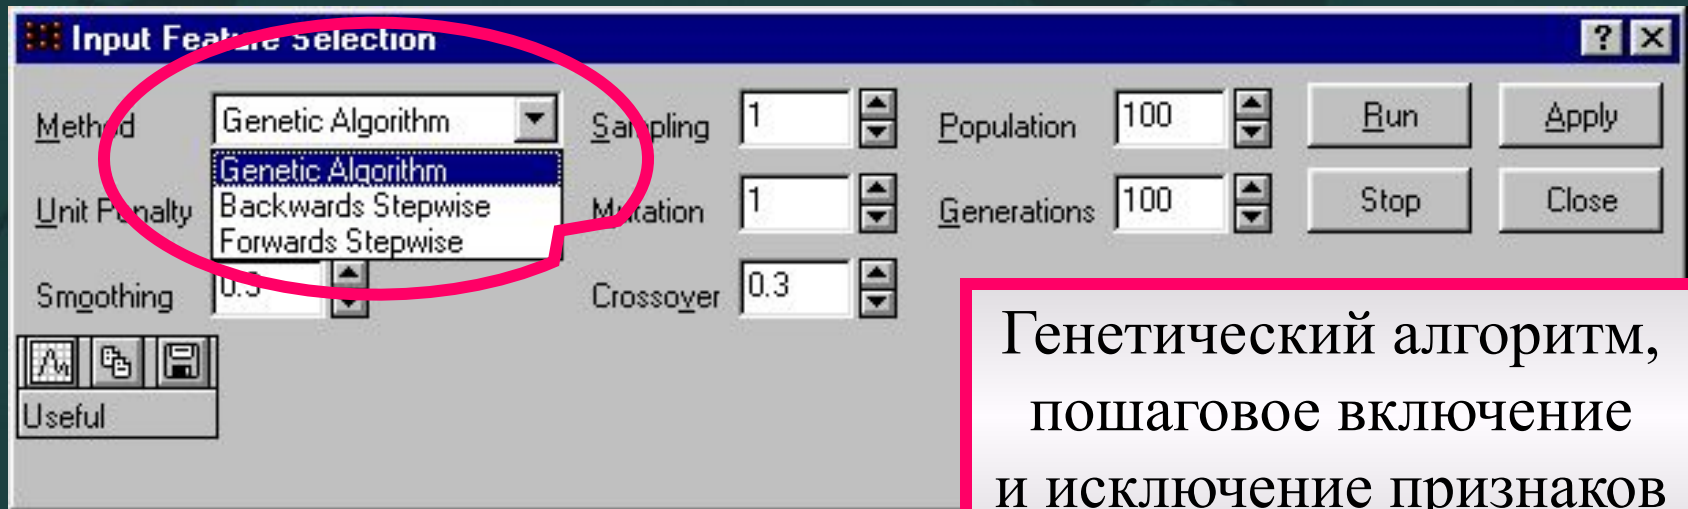 Input Feature Selection
Method Genetic Algorithm Sampling 1 Population 100 Run Apply
Genetic Algorithm
Unit Penalty Backwards Stepwise Mutation 1 Generations 100 Stop Close
Forwards Stepwise
Smoothing Crossover 0.3
Useful
Генетический алгоритм,
пошаговое включение
и исключение признаков